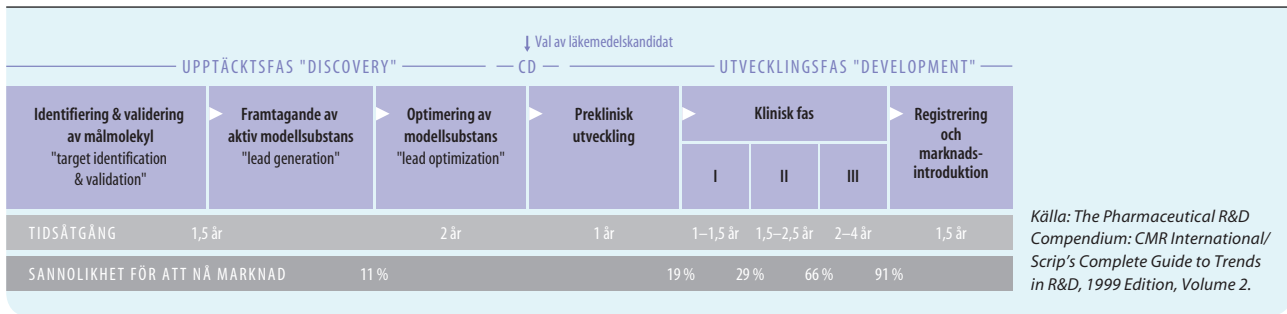 Val av läkemedelskandidat
UPPTÄCKTSFAS "DISCOVERY"
CD
UTVECKLINGSFAS "DEVELOPMENT"
Identifiering & validering
av målmolekyl
"target identification
& validation"
Framtagande av
aktiv modellsubstans
"lead generation"
Optimering av
modellsubstans
"lead optimization"
Preklinisk
utveckling
Klinisk fas
I II III
Registrering
och
marknads-
introduktion
TIDSÅTGÅNG 1,5 år 2 år 1 år 1–1,5 år 1,5–2,5 år 2–4 år 1,5 år
SANNOLIKHET FÖR ATT NÅ MARKNAD 11 % 19 % 29 % 66 % 91 %
Källa: The Pharmaceutical R&D
Compendium: CMR International/
Scrip's Complete Guide to Trends
in R&D, 1999 Edition, Volume 2.